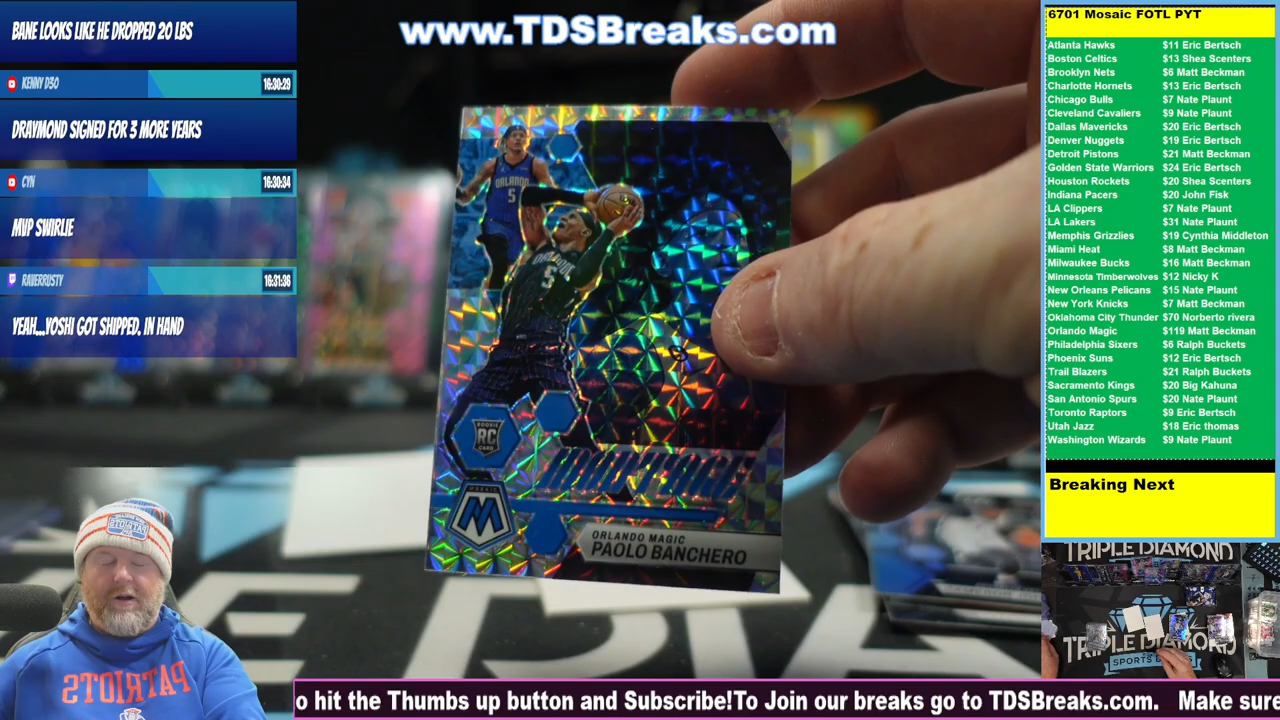 BANE LOOKS LIKE HE DROPPED 20 LBS
KENNY D30
16:30:29
DRAYMOND SIGNED FOR 3 MORE YEARS
CYN
16:30:34
MVP SWIRLIE
RAVERRUSTY
16:31:36
YEAH...YOSHI GOT SHIPPED, IN HAND
www.TDSBreaks.com
ORLANDO
5
ORLANDO
5
ROOKIE
RC
CARD
MOSAIC
M
MONTAGE
ORLANDO MAGIC
PAOLO BANCHERO
PATRIOTS
PATRIOTS
6701 Mosaic FOTL PYT
Atlanta Hawks $11 Eric Bertsch
Boston Celtics $13 Shea Scenters
Brooklyn Nets $6 Matt Beckman
Charlotte Hornets $13 Eric Bertsch
Chicago Bulls $7 Nate Plaunt
Cleveland Cavaliers $9 Nate Plaunt
Dallas Mavericks $20 Eric Bertsch
Denver Nuggets $19 Eric Bertsch
Detroit Pistons $21 Matt Beckman
Golden State Warriors $24 Eric Bertsch
Houston Rockets $20 Shea Scenters
Indiana Pacers $20 John Fisk
LA Clippers $7 Nate Plaunt
LA Lakers $31 Nate Plaunt
Memphis Grizzlies $19 Cynthia Middleton
Miami Heat $8 Matt Beckman
Milwaukee Bucks $16 Matt Beckman
Minnesota Timberwolves $12 Nicky K
New Orleans Pelicans $15 Nate Plaunt
New York Knicks $7 Matt Beckman
Oklahoma City Thunder $70 Norberto rivera
Orlando Magic $119 Matt Beckman
Philadelphia Sixers $6 Ralph Buckets
Phoenix Suns $12 Eric Bertsch
Trail Blazers $21 Ralph Buckets
Sacramento Kings $20 Big Kahuna
San Antonio Spurs $20 Nate Plaunt
Toronto Raptors $9 Eric Bertsch
Utah Jazz $18 Eric thomas
Washington Wizards $9 Nate Plaunt
Breaking Next
TRIPLE DIAMOND
TRIPLE DIAMOND
o hit the Thumbs up button and Subscribe!To Join our breaks go to TDSBreaks.com. Make sure